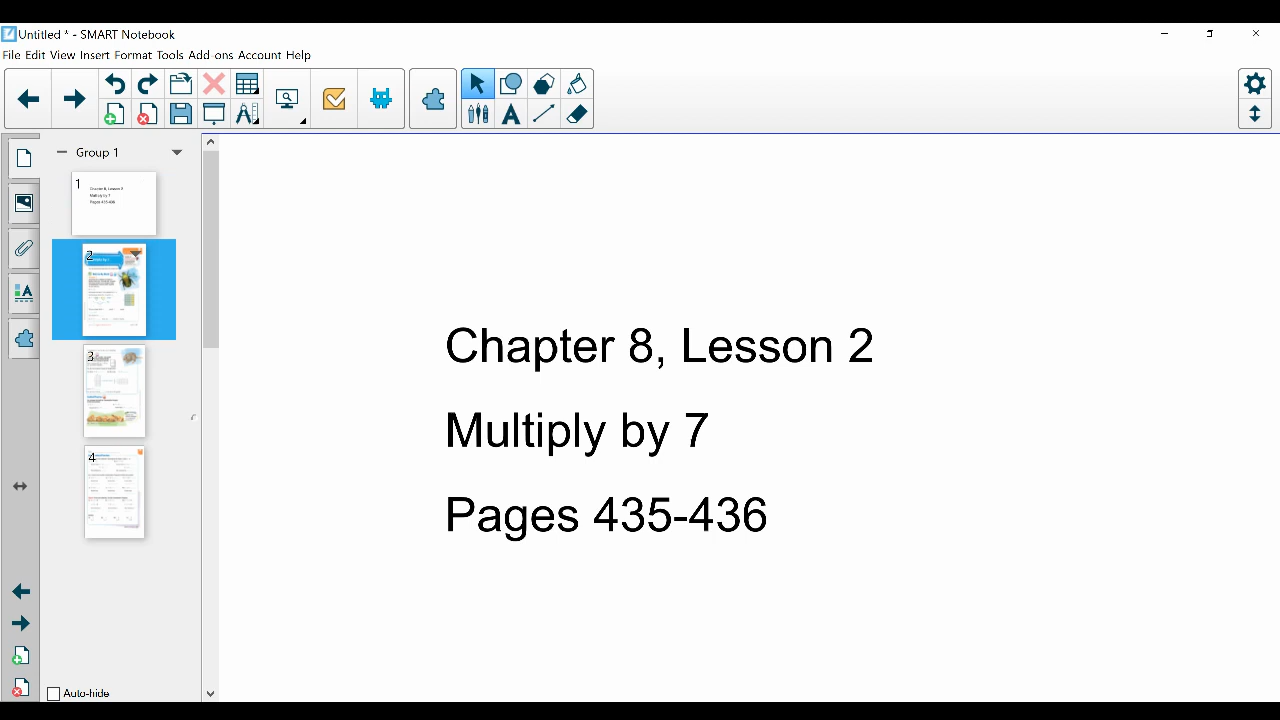 Untitled * - SMART Notebook
File Edit View Insert Format Tools Add-ons Account Help
Group 1
1
Chapter 8, Lesson 2
Multiply by 7
Pages 435-436
2
3
4
Auto-hide
Chapter 8, Lesson 2
Multiply by 7
Pages 435-436